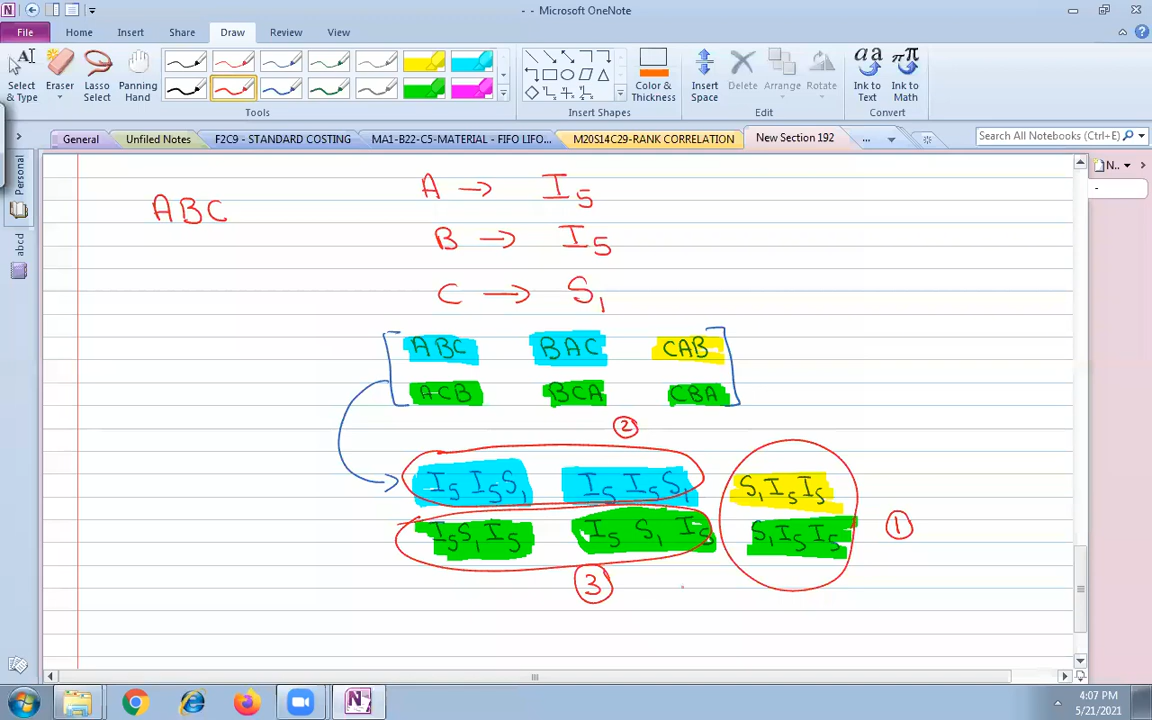 - - Microsoft OneNote
File Home Insert Share Draw Review View
Select & Type Eraser Lasso Select Panning Hand Color & Thickness Insert Space Delete Arrange Rotate Ink to Text Ink to Math
Tools Insert Shapes Edit Convert
General Unfiled Notes F2C9 - STANDARD COSTING MA1-B22-C5-MATERIAL - FIFO LIFO... M20S14C29-RANK CORRELATION New Section 192 ... Search All Notebooks (Ctrl+E) N..
Personal
abcd
A → I5
ABC
B → I5
C → S1
ABC BAC CAB
ACB BCA CBA
2
I5 I5 S1 I5 I5 S1 S1 I5 I5
I5 S1 I5 I5 S1 I5 S1 I5 I5 1
3
4:07 PM
5/21/2021